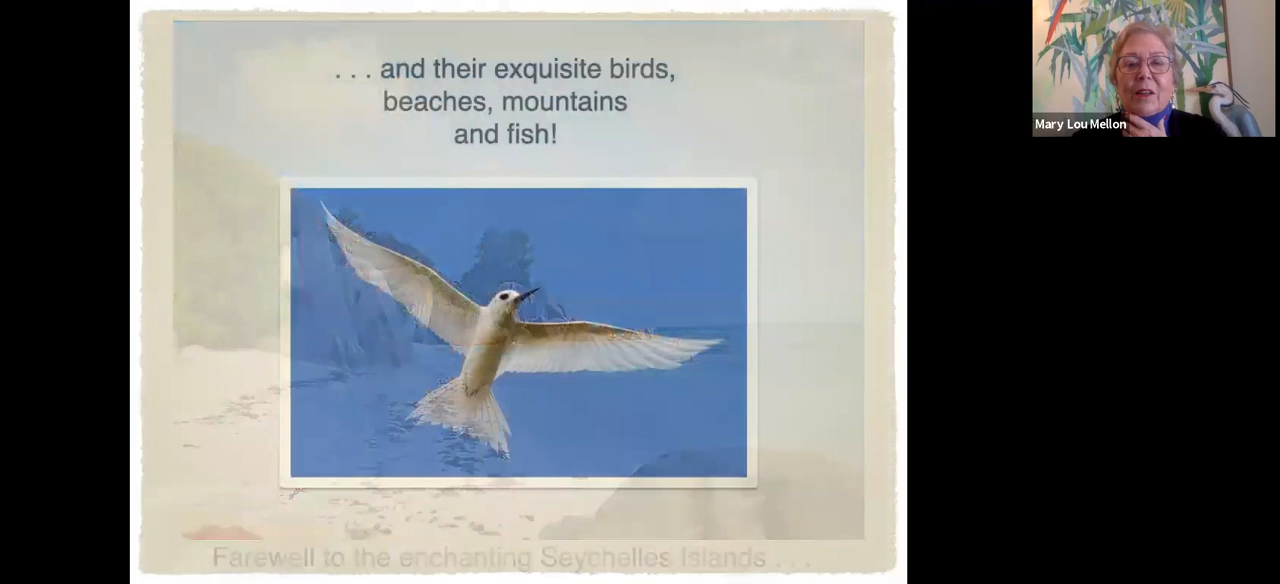 . . . and their exquisite birds,
beaches, mountains
and fish!
Farewell to the enchanting Seychelles Islands . . .
Mary Lou Mellon